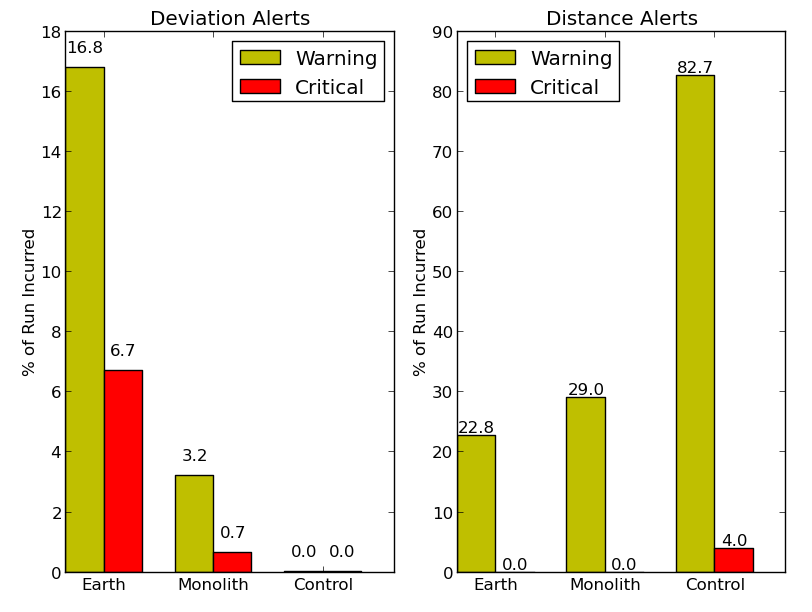 Deviation Alerts
% of Run Incurred
18
16
14
12
10
8
6
4
2
0
16.8
6.7
3.2
0.7
0.0
0.0
Warning
Critical
Earth
Monolith
Control
Distance Alerts
% of Run Incurred
90
80
70
60
50
40
30
20
10
0
Warning
Critical
22.8
0.0
29.0
0.0
82.7
4.0
Earth
Monolith
Control